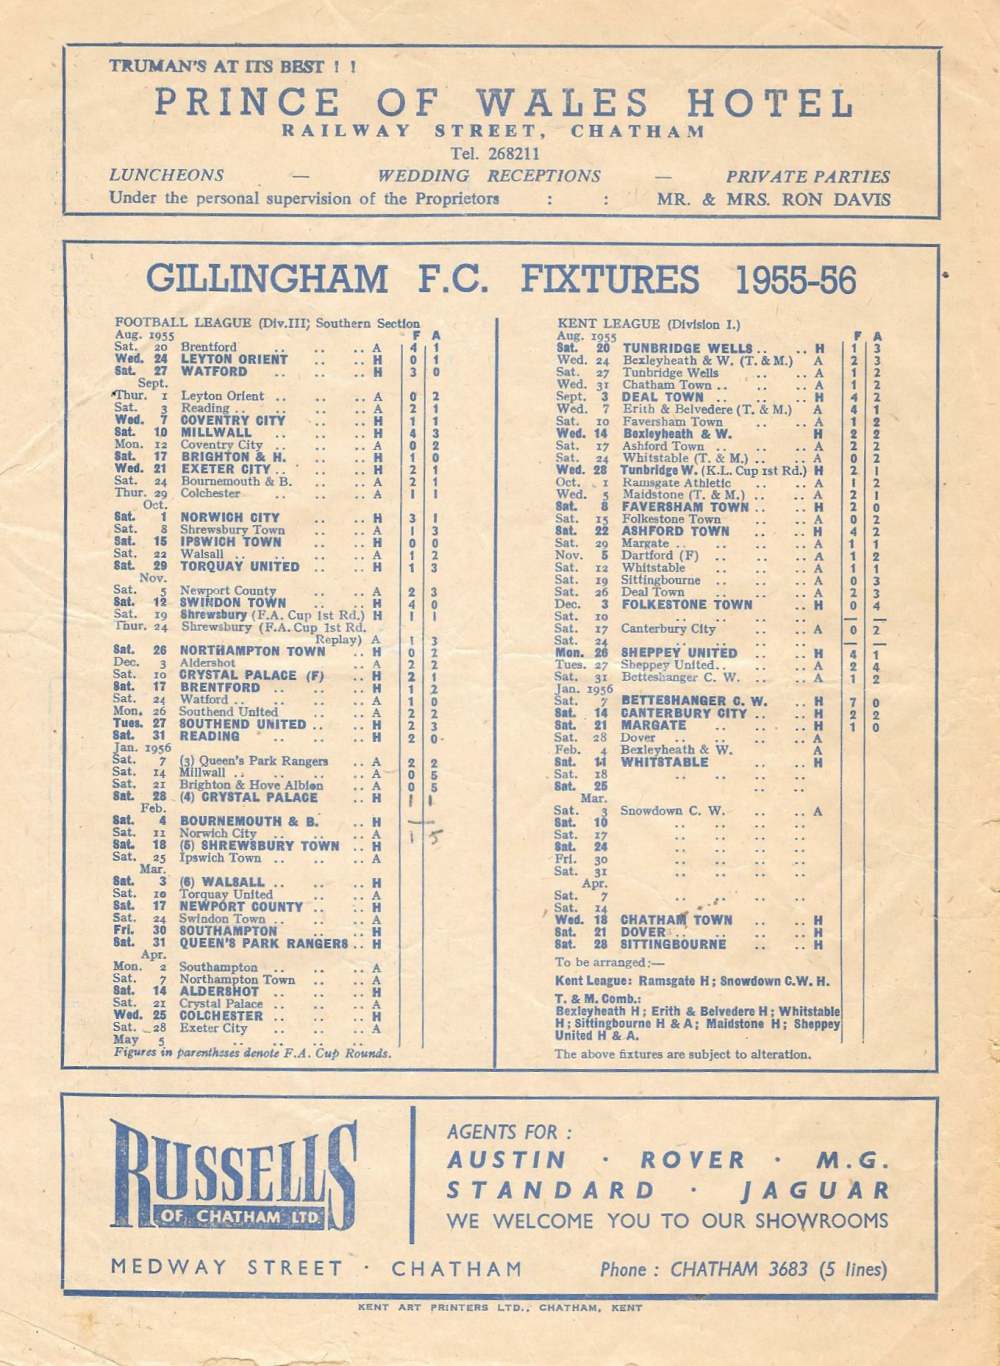 TRUMAN'S AT ITS BEST ! !
PRINCE OF WALES HOTEL
RAILWAY STREET, CHATHAM
Tel. 268211
LUNCHEONS — WEDDING RECEPTIONS — PRIVATE PARTIES
Under the personal supervision of the Proprietors : : MR. & MRS. RON DAVIS
GILLINGHAM F.C. FIXTURES 1955-56
FOOTBALL LEAGUE (Div.III) Southern Section
Aug. 1955 F A
Sat. 20 Brentford .. .. A 4 1
Wed. 24 LEYTON ORIENT .. .. H 0 1
Sat. 27 WATFORD .. .. .. H 3 0
Sept.
Thur. 1 Leyton Orient .. .. .. A 0 2
Sat. 3 Reading .. .. .. .. A 2 1
Wed. 7 COVENTRY CITY .. .. H 1 1
Sat. 10 MILLWALL .. .. .. H 4 3
Mon. 12 Coventry City .. .. .. A 0 2
Sat. 17 BRIGHTON & H. .. .. H 1 0
Wed. 21 EXETER CITY .. .. .. H 2 1
Sat. 24 Bournemouth & B. .. .. A 2 1
Thur. 29 Colchester .. .. .. A 1 1
Oct.
Sat. 1 NORWICH CITY .. .. H 3 1
Sat. 8 Shrewsbury Town .. .. A 1 3
Sat. 15 IPSWICH TOWN .. .. H 0 0
Sat. 22 Walsall .. .. .. .. A 1 2
Sat. 29 TORQUAY UNITED .. .. H 1 3
Nov.
Sat. 5 Newport County .. .. A 2 3
Sat. 12 SWINDON TOWN .. .. H 4 0
Sat. 19 Shrewsbury (F.A. Cup 1st Rd.) H 1 1
Thur. 24 Shrewsbury (F.A. Cup 1st Rd.
Replay) A 1 3
Sat. 26 NORTHAMPTON TOWN .. H 0 2
Dec. 3 Aldershot .. .. .. A 2 2
Sat. 10 CRYSTAL PALACE (F) .. H 2 1
Sat. 17 BRENTFORD .. .. .. H 1 2
Sat. 24 Watford .. .. .. .. A 1 0
Mon. 26 Southend United .. .. A 2 2
Tues. 27 SOUTHEND UNITED .. .. H 2 3
Sat. 31 READING .. .. .. H 2 0
Jan. 1956
Sat. 7 (3) Queen's Park Rangers .. A 2 2
Sat. 14 Millwall .. .. .. .. A 0 5
Sat. 21 Brighton & Hove Albion .. A 0 5
Sat. 28 (4) CRYSTAL PALACE .. H 1 1
Feb.
Sat. 4 BOURNEMOUTH & B. .. H
Sat. 11 Norwich City .. .. .. A 1 5
Sat. 18 (5) SHREWSBURY TOWN .. H
Sat. 25 Ipswich Town .. .. .. A
Mar.
Sat. 3 (6) WALSALL .. .. .. H
Sat. 10 Torquay United .. .. A
Sat. 17 NEWPORT COUNTY .. .. H
Sat. 24 Swindon Town .. .. .. A
Fri. 30 SOUTHAMPTON .. .. H
Sat. 31 QUEEN'S PARK RANGERS .. H
Apr.
Mon. 2 Southampton .. .. .. A
Sat. 7 Northampton Town .. .. A
Sat. 14 ALDERSHOT .. .. .. H
Sat. 21 Crystal Palace .. .. .. A
Wed. 25 COLCHESTER .. .. .. H
Sat. 28 Exeter City .. .. .. A
May 5 .. .. .. ..
Figures in parentheses denote F.A. Cup Rounds.
KENT LEAGUE (Division I.)
Aug. 1955 F A
Sat. 20 TUNBRIDGE WELLS .. .. H 1 3
Wed. 24 Bexleyheath & W. (T. & M.) A 2 3
Sat. 27 Tunbridge Wells .. .. A 1 2
Wed. 31 Chatham Town .. .. .. A 1 2
Sept. 3 DEAL TOWN .. .. .. H 4 2
Wed. 7 Erith & Belvedere (T. & M.) A 4 1
Sat. 10 Faversham Town .. .. A 1 2
Wed. 14 Bexleyheath & W. H 2 2
Sat. 17 Ashford Town .. .. .. A 2 2
Sat. 24 Whitstable (T. & M.) .. .. A 0 2
Wed. 28 Tunbridge W. (K.L. Cup 1st Rd.) H 2 1
Oct. 1 Ramsgate Athletic .. .. A 1 2
Wed. 5 Maidstone (T. & M.) .. .. A 2 1
Sat. 8 FAVERSHAM TOWN .. .. H 2 0
Sat. 15 Folkestone Town .. .. A 0 2
Sat. 22 ASHFORD TOWN .. .. H 4 2
Sat. 29 Margate .. .. .. .. A 1 1
Nov. 5 Dartford (F) .. .. .. A 1 2
Sat. 12 Whitstable .. .. .. A 1 1
Sat. 19 Sittingbourne .. .. .. A 0 3
Sat. 26 Deal Town .. .. .. A 2 3
Dec. 3 FOLKESTONE TOWN .. H 0 4
Sat. 10 — —
Sat. 17 Canterbury City .. .. A 0 2
Sat. 24 — —
Mon. 26 SHEPPEY UNITED .. .. H 4 1
Tues. 27 Sheppey United .. .. .. A 2 4
Sat. 31 Betteshanger C. W. .. .. A 1 2
Jan. 1956
Sat. 7 BETTESHANGER C. W. .. H 7 0
Sat. 14 CANTERBURY CITY .. .. H 2 2
Sat. 21 MARGATE .. .. .. H 1 0
Sat. 28 Dover .. .. .. .. A
Feb. 4 Bexleyheath & W. A
Sat. 11 WHITSTABLE .. .. H
Sat. 18 .. .. ..
Sat. 25 .. ..
Mar.
Sat. 3 Snowdown C. W. .. .. A
Sat. 10 .. .. ..
Sat. 17 .. .. ..
Sat. 24 .. .. ..
Fri. 30 .. .. ..
Sat. 31 .. .. ..
Apr.
Sat. 7 .. .. ..
Sat. 14 .. .. ..
Wed. 18 CHATHAM TOWN .. .. H
Sat. 21 DOVER .. .. .. .. H
Sat. 28 SITTINGBOURNE .. .. H
To be arranged:—
Kent League: Ramsgate H; Snowdown C.W. H.
T. & M. Comb.:
Bexleyheath H; Erith & Belvedere H; Whitstable
H; Sittingbourne H & A; Maidstone H; Sheppey
United H & A.
The above fixtures are subject to alteration.
RUSSELLS
OF CHATHAM LTD.
MEDWAY STREET · CHATHAM
AGENTS FOR :
AUSTIN · ROVER · M.G.
STANDARD · JAGUAR
WE WELCOME YOU TO OUR SHOWROOMS
Phone : CHATHAM 3683 (5 lines)
KENT ART PRINTERS LTD., CHATHAM, KENT